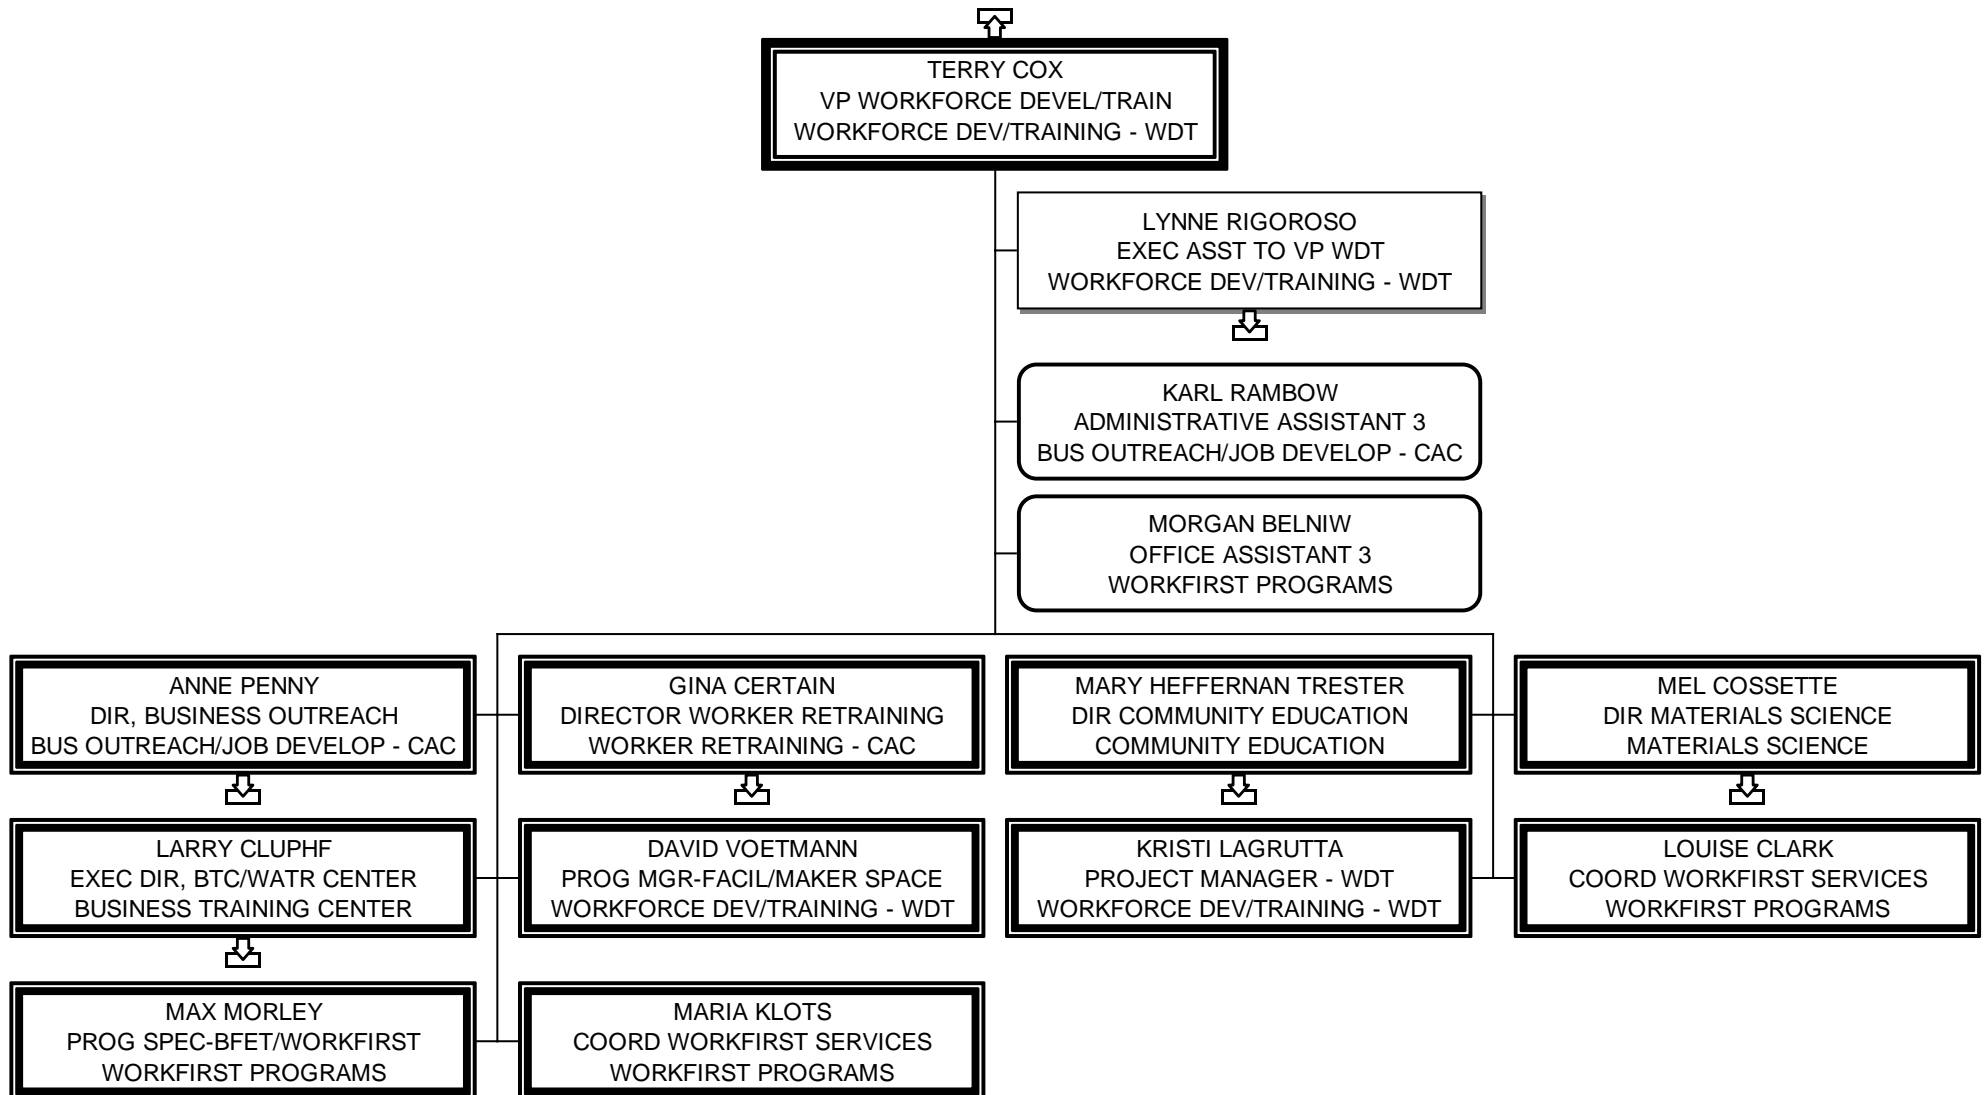 TERRY COX
VP WORKFORCE DEVEL/TRAIN
WORKFORCE DEV/TRAINING - WDT
LYNNE RIGOROSO
EXEC ASST TO VP WDT
WORKFORCE DEV/TRAINING - WDT
KARL RAMBOW
ADMINISTRATIVE ASSISTANT 3
BUS OUTREACH/JOB DEVELOP - CAC
MORGAN BELNIW
OFFICE ASSISTANT 3
WORKFIRST PROGRAMS
ANNE PENNY
DIR, BUSINESS OUTREACH
BUS OUTREACH/JOB DEVELOP - CAC
GINA CERTAIN
DIRECTOR WORKER RETRAINING
WORKER RETRAINING - CAC
MARY HEFFERNAN TRESTER
DIR COMMUNITY EDUCATION
COMMUNITY EDUCATION
MEL COSSETTE
DIR MATERIALS SCIENCE
MATERIALS SCIENCE
LARRY CLUPHF
EXEC DIR, BTC/WATR CENTER
BUSINESS TRAINING CENTER
DAVID VOETMANN
PROG MGR-FACIL/MAKER SPACE
WORKFORCE DEV/TRAINING - WDT
KRISTI LAGRUTTA
PROJECT MANAGER - WDT
WORKFORCE DEV/TRAINING - WDT
LOUISE CLARK
COORD WORKFIRST SERVICES
WORKFIRST PROGRAMS
MAX MORLEY
PROG SPEC-BFET/WORKFIRST
WORKFIRST PROGRAMS
MARIA KLOTS
COORD WORKFIRST SERVICES
WORKFIRST PROGRAMS